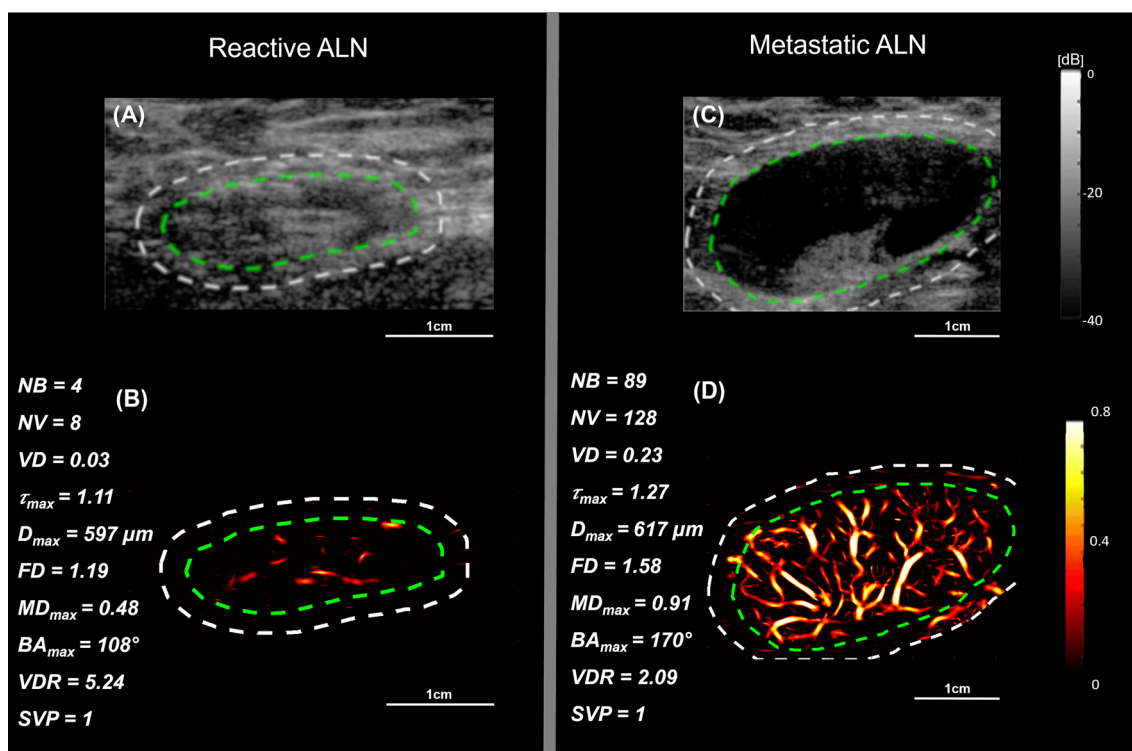 Reactive ALN
Metastatic ALN
(A)
1cm
(C)
1cm
[dB]
0
-20
-40
(B)
NB = 4
NV = 8
VD = 0.03
τmax = 1.11
Dmax = 597 μm
FD = 1.19
MDmax = 0.48
BAmax = 108°
VDR = 5.24
SVP = 1
1cm
(D)
NB = 89
NV = 128
VD = 0.23
τmax = 1.27
Dmax = 617 μm
FD = 1.58
MDmax = 0.91
BAmax = 170°
VDR = 2.09
SVP = 1
1cm
0.8
0.4
0